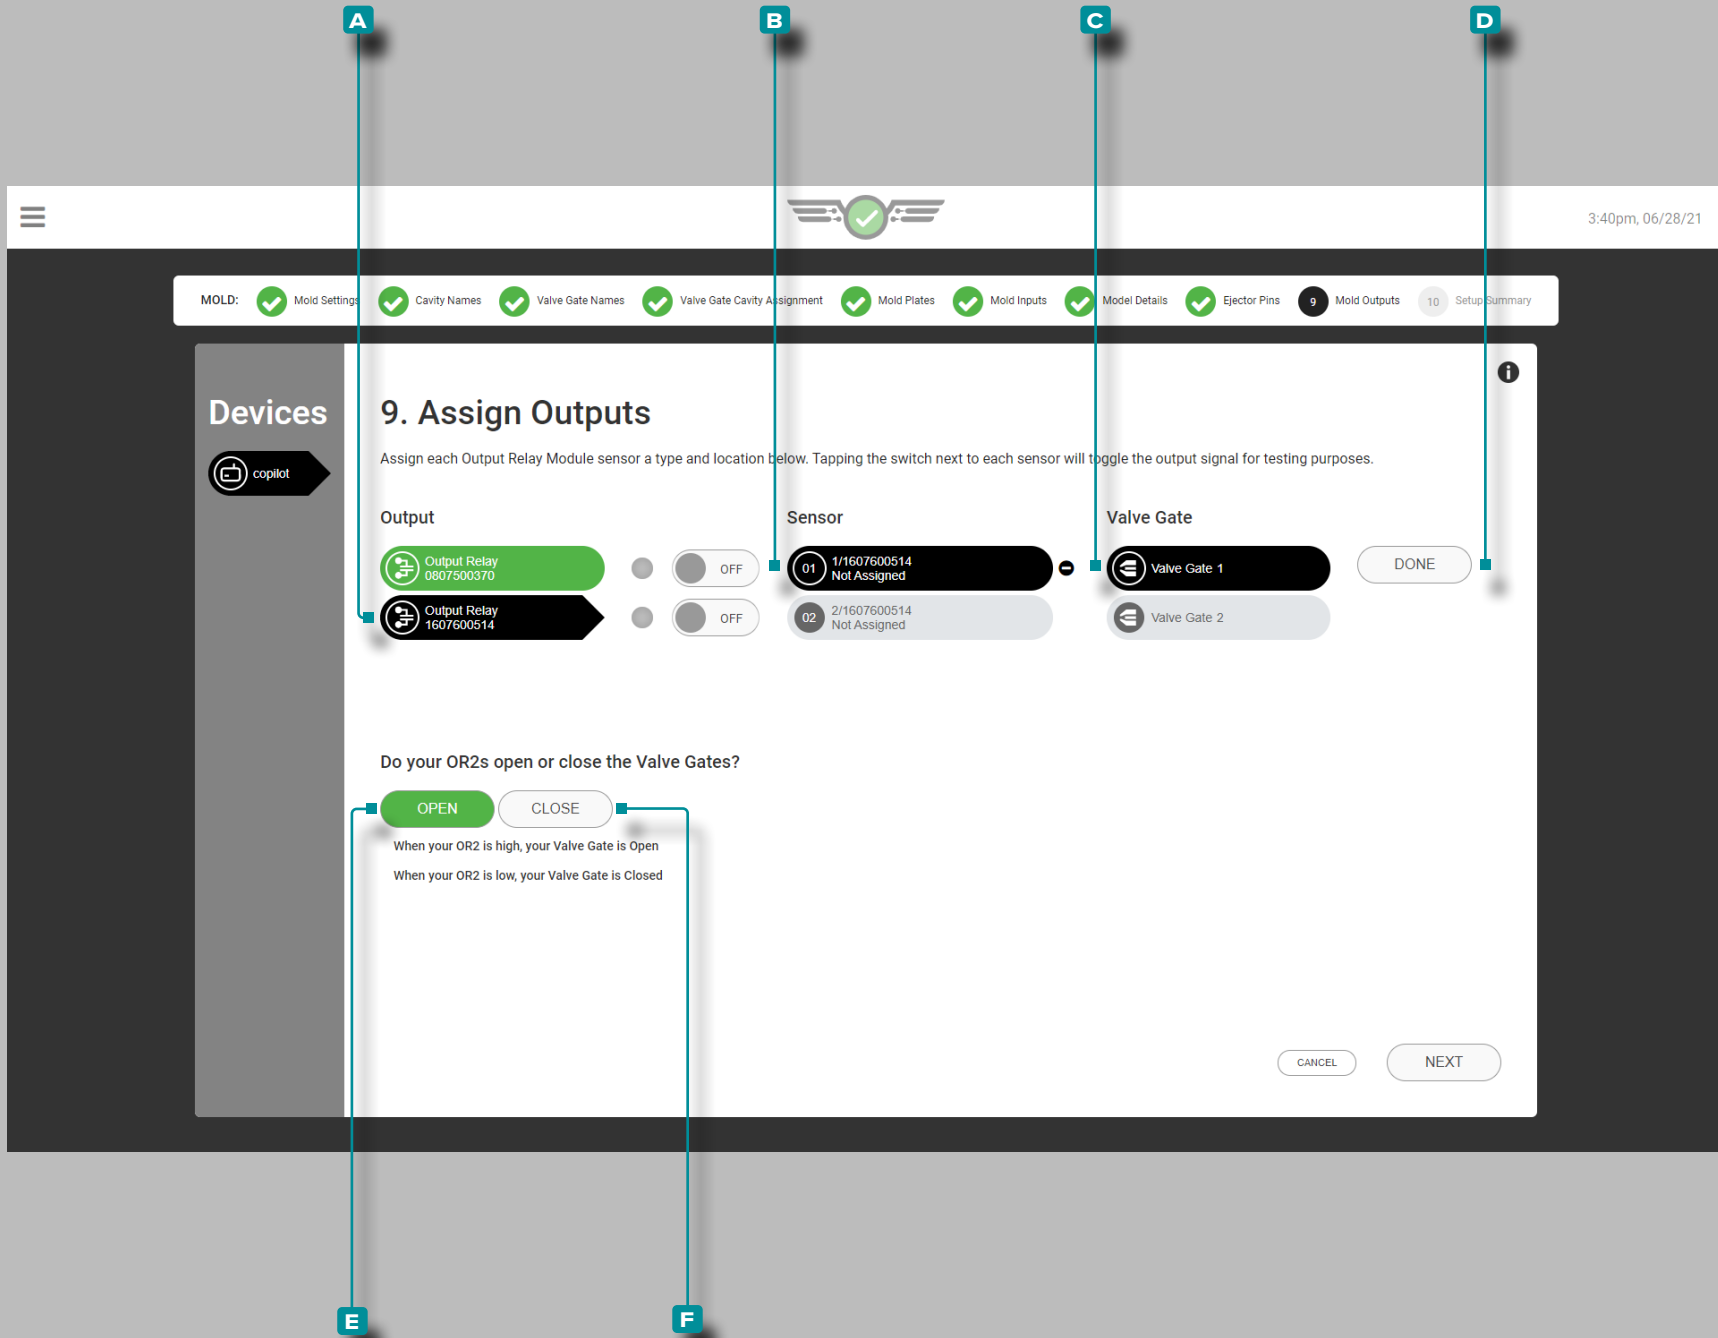 A B C D
3:40pm, 06/28/21
MOLD: Mold Settings Cavity Names Valve Gate Names Valve Gate Cavity Assignment Mold Plates Mold Inputs Model Details Ejector Pins 9 Mold Outputs 10 Setup Summary
Devices
copilot
9. Assign Outputs
Assign each Output Relay Module sensor a type and location below. Tapping the switch next to each sensor will toggle the output signal for testing purposes.
Output Sensor Valve Gate
Output Relay
0807500370
OFF
01 1/1607600514
Not Assigned
Valve Gate 1
DONE
Output Relay
1607600514
OFF
02 2/1607600514
Not Assigned
Valve Gate 2
Do your OR2s open or close the Valve Gates?
OPEN CLOSE
When your OR2 is high, your Valve Gate is Open
When your OR2 is low, your Valve Gate is Closed
CANCEL NEXT
E F